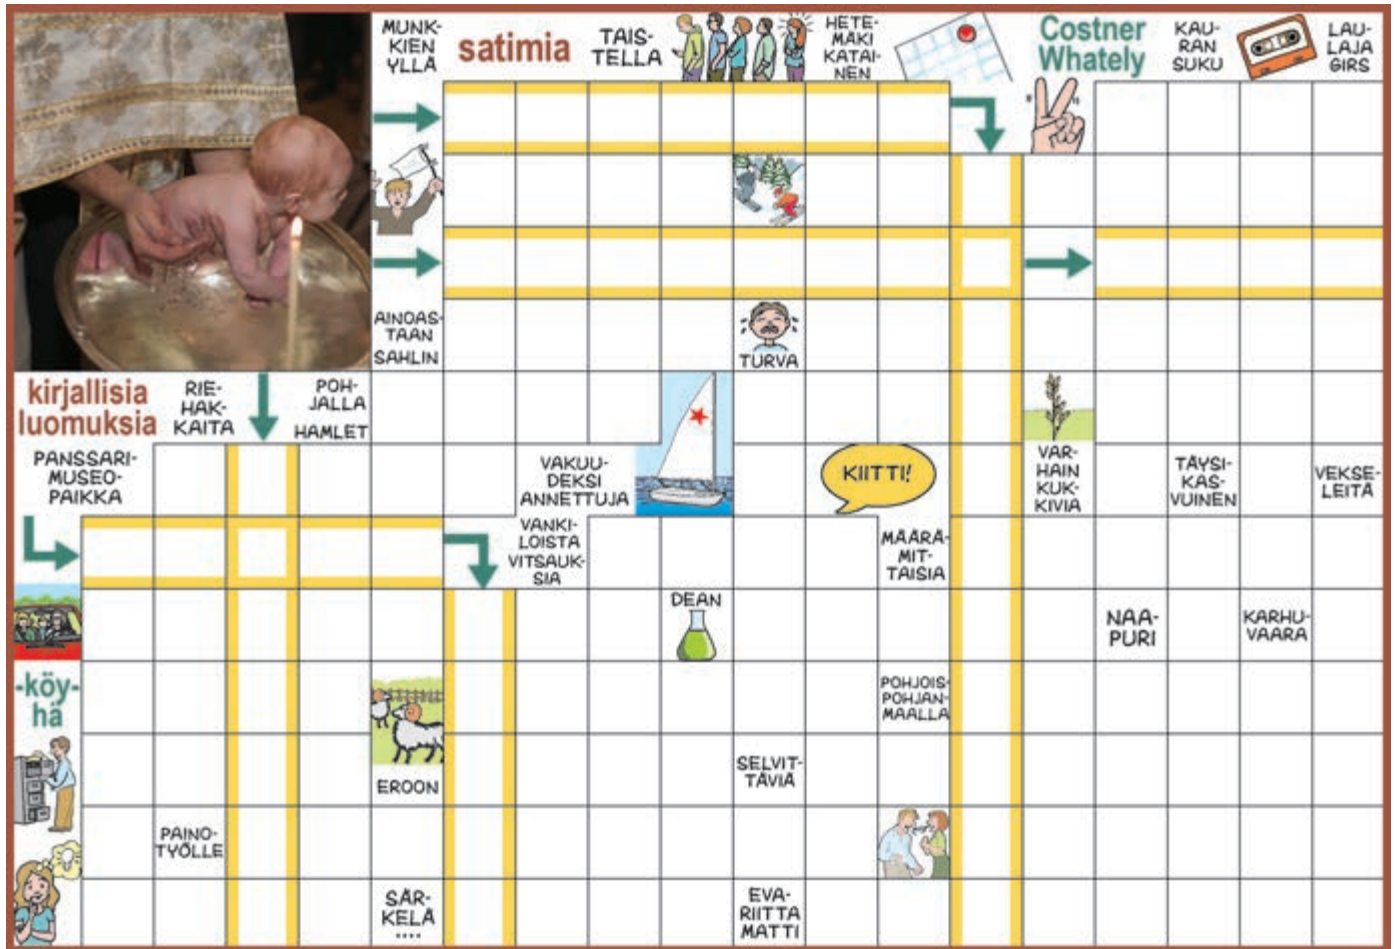 MUNK-
KIEN
YLLÄ
satimia
TAIS-
TELLA
HETE-
MÄKI
KATAI-
NEN
Costner
Whately
KAU-
RAN
SUKU
LAU-
LAJA
GIRS
AINOAS-
TAAN
SAHLIN
TURVA
kirjallisia
luomuksia
RIE-
HAK-
KAITA
POH-
JALLA
HAMLET
PANSSARI-
MUSEO-
PAIKKA
VAKUU-
DEKSI
ANNETTUJA
KIITTI!
VAR-
HAIN
KUK-
KIVIA
TÄYSI-
KAS-
VUINEN
VEKSE-
LEITÄ
VANKI-
LOISTA
VITSAUK-
SIA
MÄÄRÄ-
MIT-
TAISIA
DEAN
NAA-
PURI
KARHU-
VAARA
-köy-
hä
POHJOIS-
POHJAN-
MAALLA
EROON
SELVIT-
TÄVIÄ
PAINO-
TYÖLLE
SÄR-
KELÄ
....
EVA-
RIITTA
MATTI